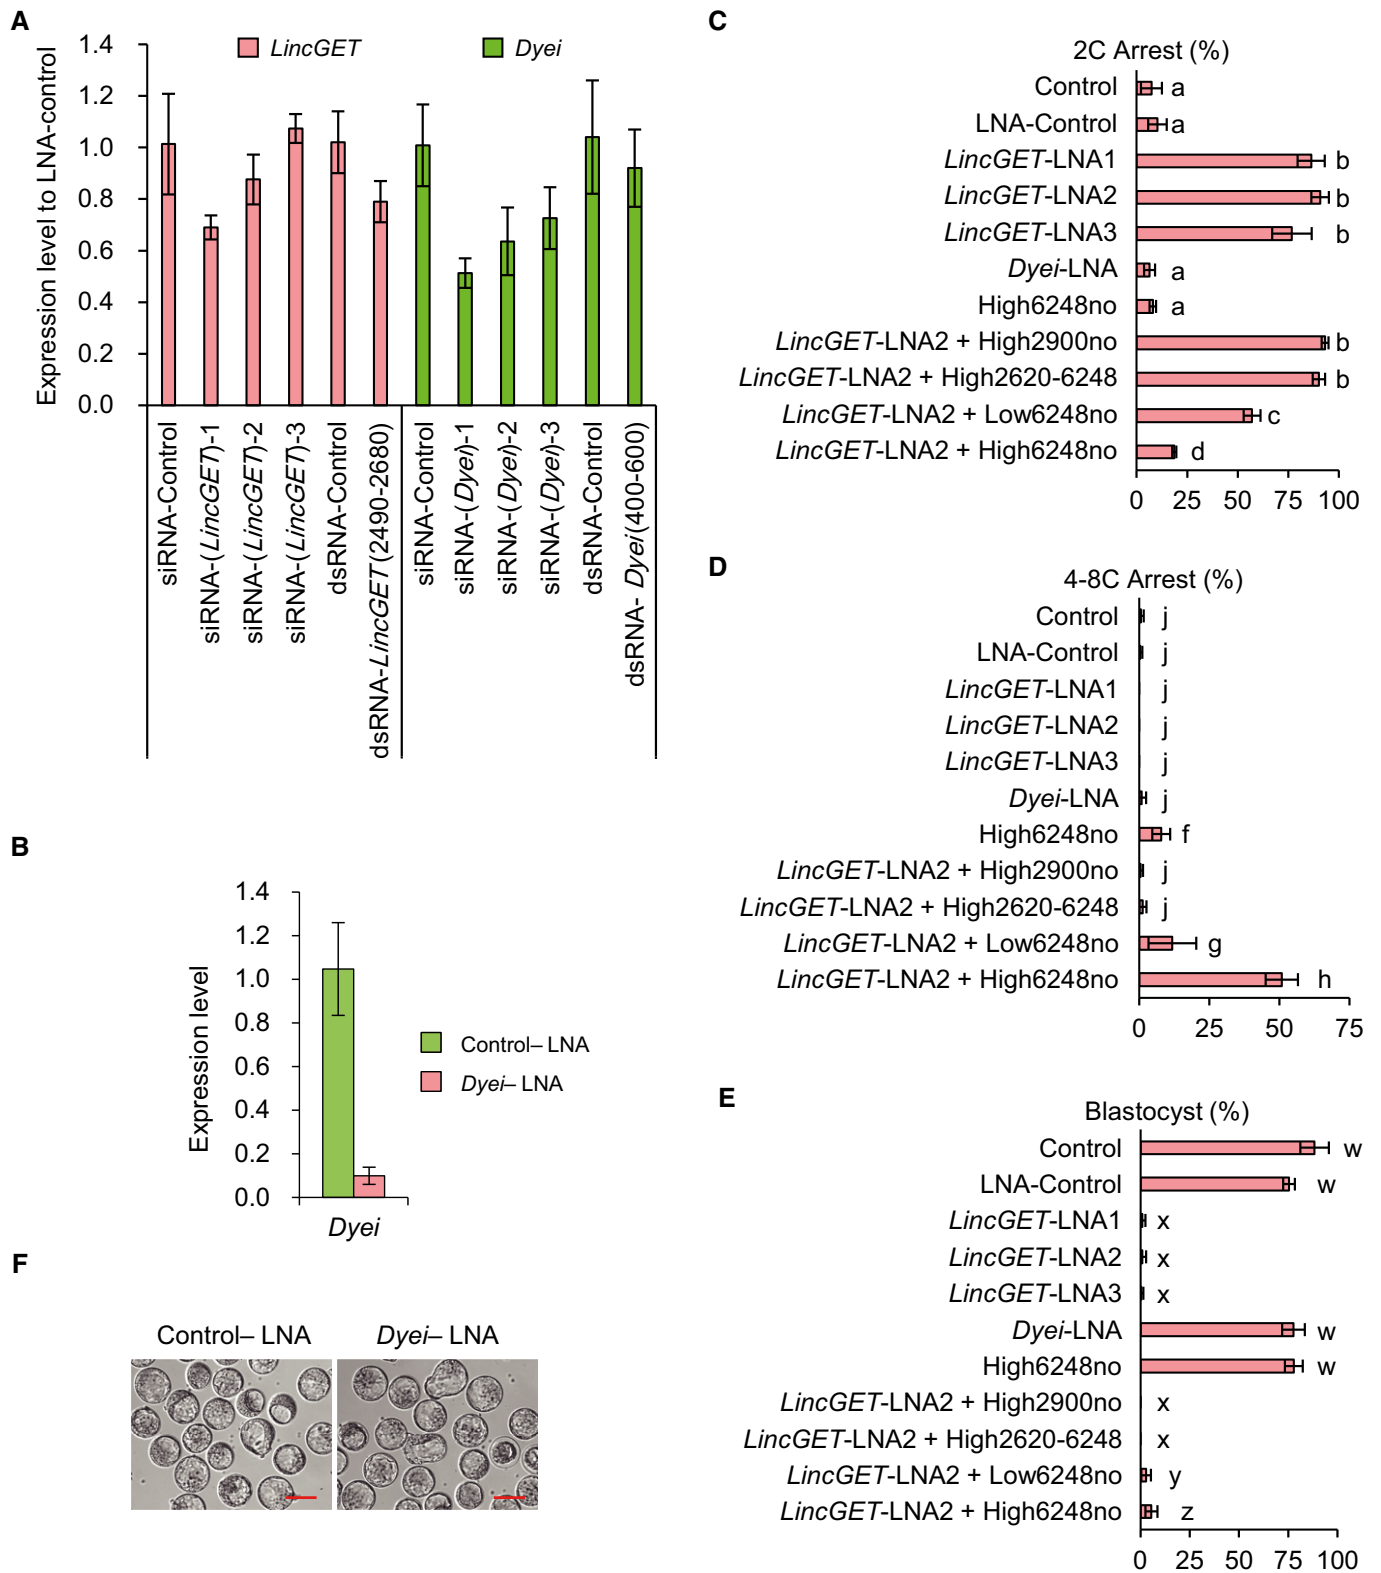 A
Expression level to LNA-control
1.4
1.2
1.0
0.8
0.6
0.4
0.2
0.0
LincGET
Dyei
siRNA-Control
siRNA-(LincGET)-1
siRNA-(LincGET)-2
siRNA-(LincGET)-3
dsRNA-Control
dsRNA-LincGET(2490-2680)
siRNA-Control
siRNA-(Dyei)-1
siRNA-(Dyei)-2
siRNA-(Dyei)-3
dsRNA-Control
dsRNA- Dyei(400-600)
B
Expression level
1.4
1.2
1.0
0.8
0.6
0.4
0.2
0.0
Dyei
Control– LNA
Dyei– LNA
F
Control– LNA
Dyei– LNA
C
2C Arrest (%)
Control a
LNA-Control a
LincGET-LNA1 b
LincGET-LNA2 b
LincGET-LNA3 b
Dyei-LNA a
High6248no a
LincGET-LNA2 + High2900no b
LincGET-LNA2 + High2620-6248 b
LincGET-LNA2 + Low6248no c
LincGET-LNA2 + High6248no d
0 25 50 75 100
D
4-8C Arrest (%)
Control j
LNA-Control j
LincGET-LNA1 j
LincGET-LNA2 j
LincGET-LNA3 j
Dyei-LNA j
High6248no f
LincGET-LNA2 + High2900no j
LincGET-LNA2 + High2620-6248 j
LincGET-LNA2 + Low6248no g
LincGET-LNA2 + High6248no h
0 25 50 75
E
Blastocyst (%)
Control w
LNA-Control w
LincGET-LNA1 x
LincGET-LNA2 x
LincGET-LNA3 x
Dyei-LNA w
High6248no w
LincGET-LNA2 + High2900no x
LincGET-LNA2 + High2620-6248 x
LincGET-LNA2 + Low6248no y
LincGET-LNA2 + High6248no z
0 25 50 75 100